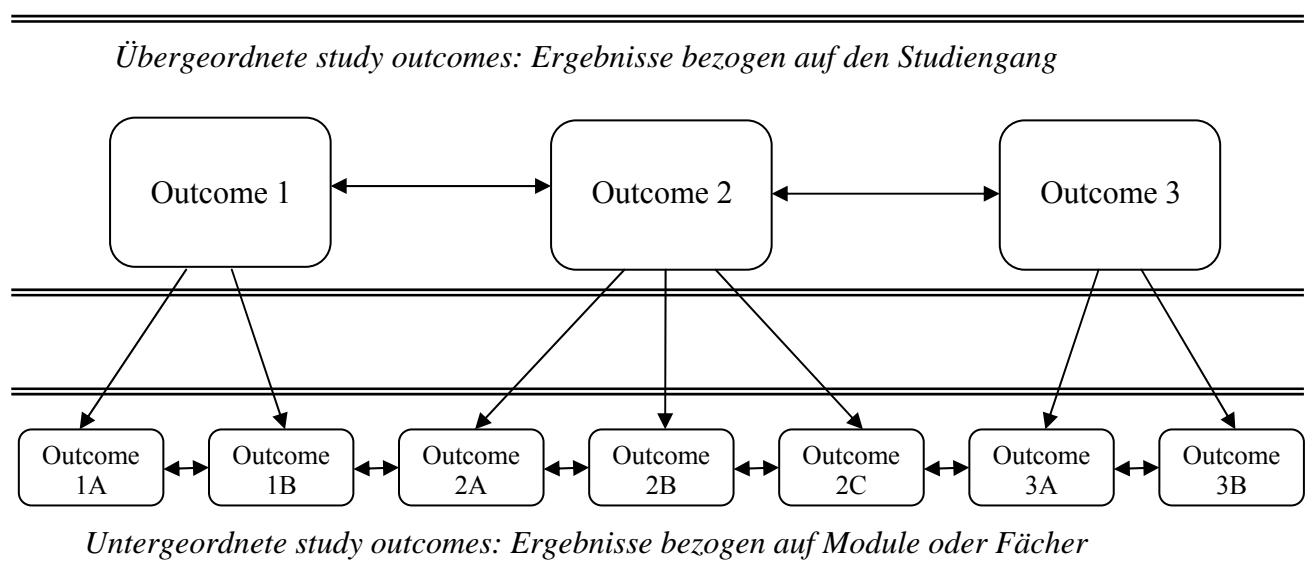 Übergeordnete study outcomes: Ergebnisse bezogen auf den Studiengang
Outcome 1
Outcome 2
Outcome 3
Outcome
1A
Outcome
1B
Outcome
2A
Outcome
2B
Outcome
2C
Outcome
3A
Outcome
3B
Untergeordnete study outcomes: Ergebnisse bezogen auf Module oder Fächer